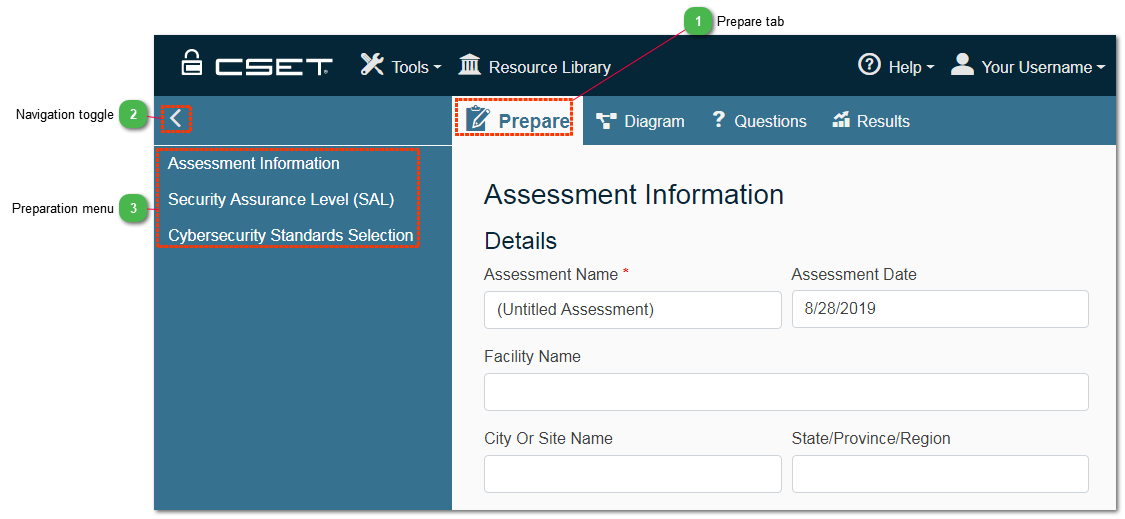 1 Prepare tab
CSET Tools Resource Library Help Your Username
Navigation toggle 2
Prepare Diagram ? Questions Results
Preparation menu 3
Assessment Information
Security Assurance Level (SAL)
Cybersecurity Standards Selection
Assessment Information
Details
Assessment Name * Assessment Date
(Untitled Assessment) 8/28/2019
Facility Name
City Or Site Name State/Province/Region